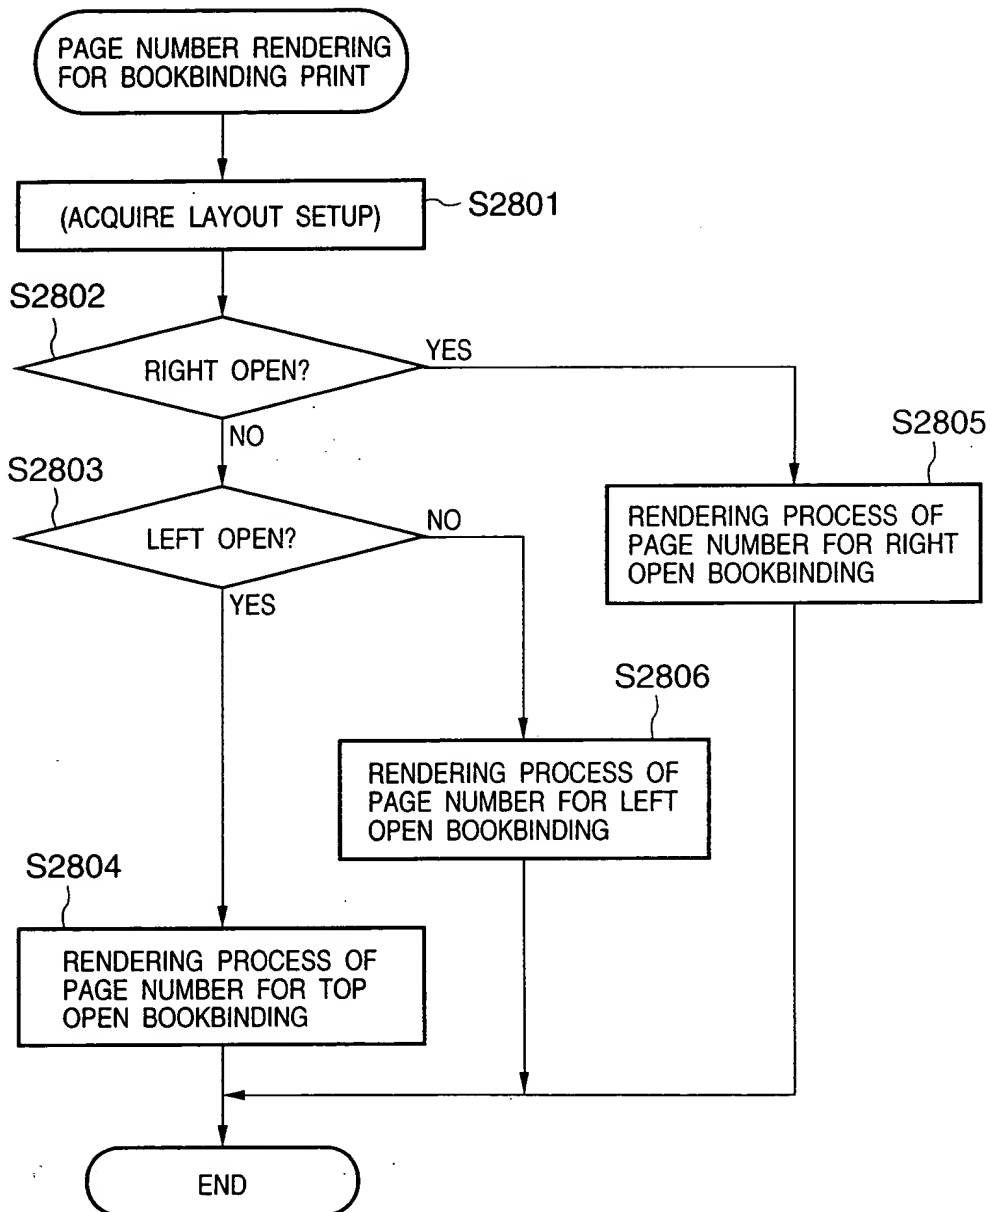 PAGE NUMBER RENDERING
FOR BOOKBINDING PRINT
(ACQUIRE LAYOUT SETUP)
S2801
S2802
RIGHT OPEN?
YES
NO
S2803
LEFT OPEN?
NO
YES
S2805
RENDERING PROCESS OF
PAGE NUMBER FOR RIGHT
OPEN BOOKBINDING
S2806
RENDERING PROCESS OF
PAGE NUMBER FOR LEFT
OPEN BOOKBINDING
S2804
RENDERING PROCESS OF
PAGE NUMBER FOR TOP
OPEN BOOKBINDING
END